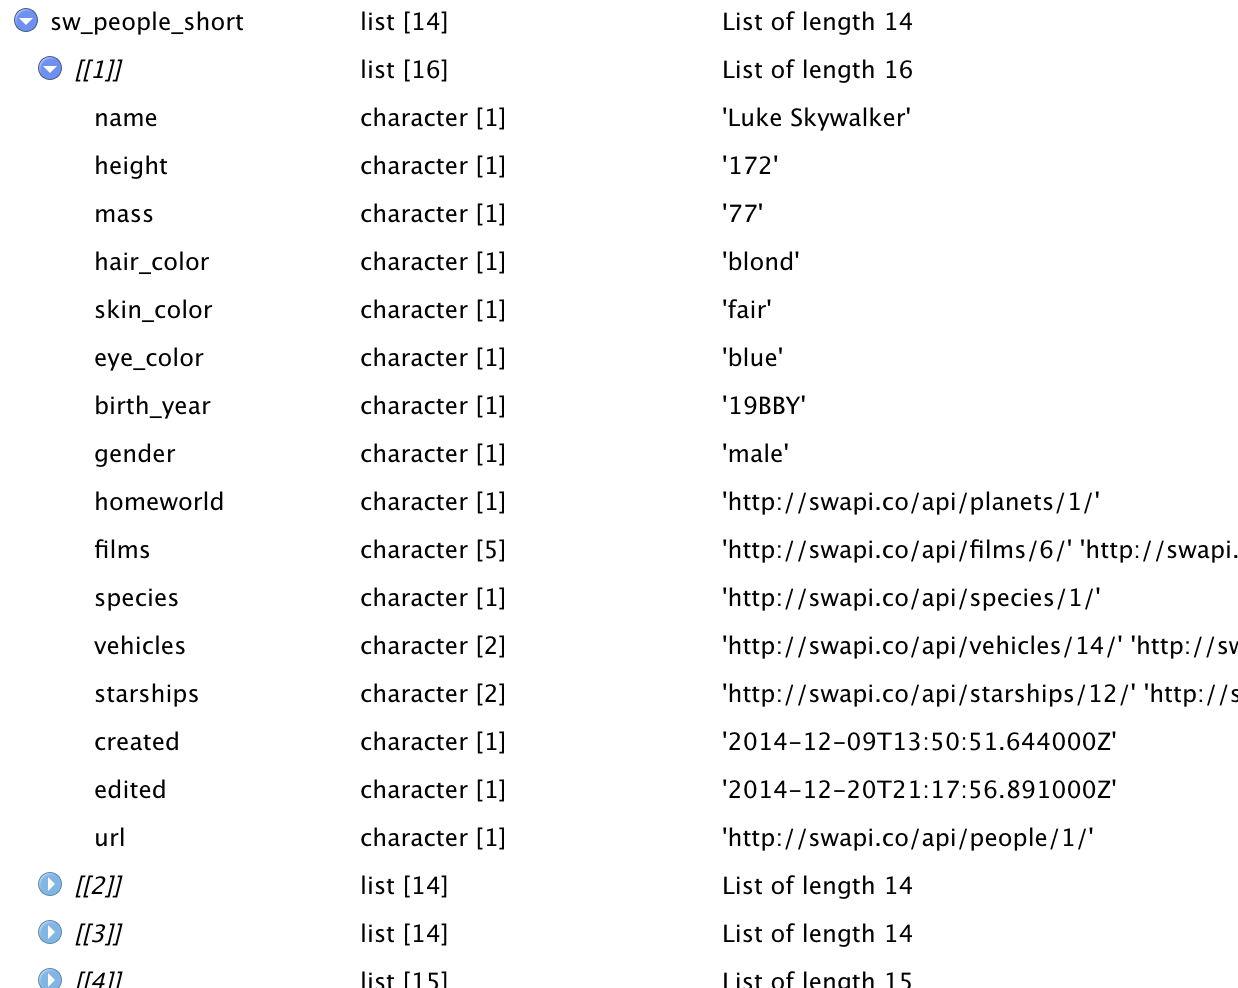 sw_people_short list [14] List of length 14
[[1]] list [16] List of length 16
name character [1] 'Luke Skywalker'
height character [1] '172'
mass character [1] '77'
hair_color character [1] 'blond'
skin_color character [1] 'fair'
eye_color character [1] 'blue'
birth_year character [1] '19BBY'
gender character [1] 'male'
homeworld character [1] 'http://swapi.co/api/planets/1/'
films character [5] 'http://swapi.co/api/films/6/' 'http://swapi.
species character [1] 'http://swapi.co/api/species/1/'
vehicles character [2] 'http://swapi.co/api/vehicles/14/' 'http://sw
starships character [2] 'http://swapi.co/api/starships/12/' 'http://s
created character [1] '2014-12-09T13:50:51.644000Z'
edited character [1] '2014-12-20T21:17:56.891000Z'
url character [1] 'http://swapi.co/api/people/1/'
[[2]] list [14] List of length 14
[[3]] list [14] List of length 14
[[4]] list [15] List of length 15